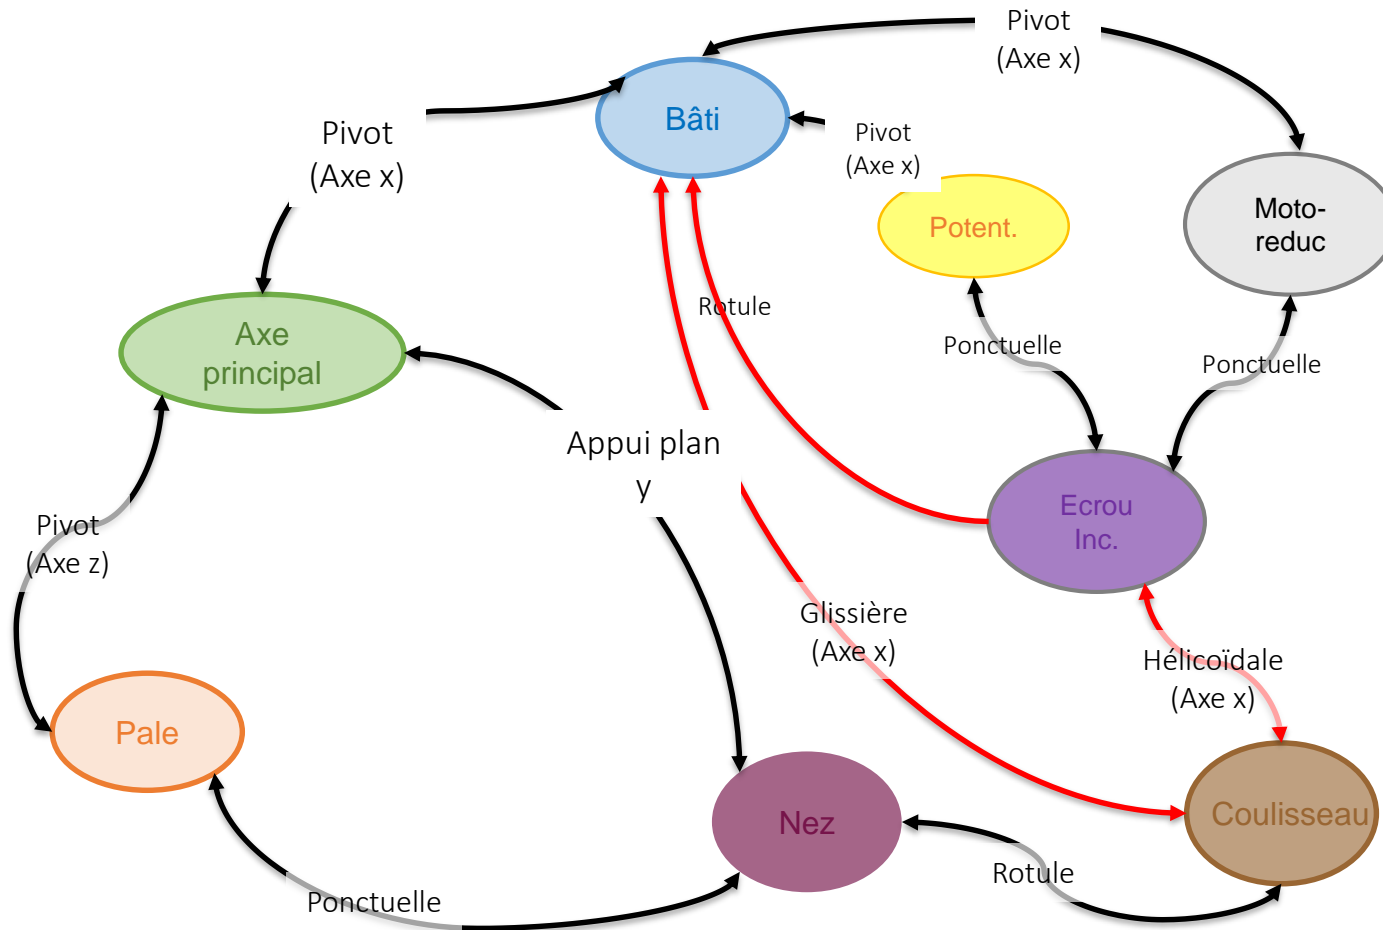 Pivot
(Axe x)
Bâti
Pivot
(Axe x)
Pivot
(Axe x)
Potent.
Moto-
reduc
Rotule
Axe
principal
Ponctuelle
Ponctuelle
Appui plan
y
Ecrou
Inc.
Pivot
(Axe z)
Glissière
(Axe x)
Hélicoïdale
(Axe x)
Pale
Nez
Coulisseau
Rotule
Ponctuelle